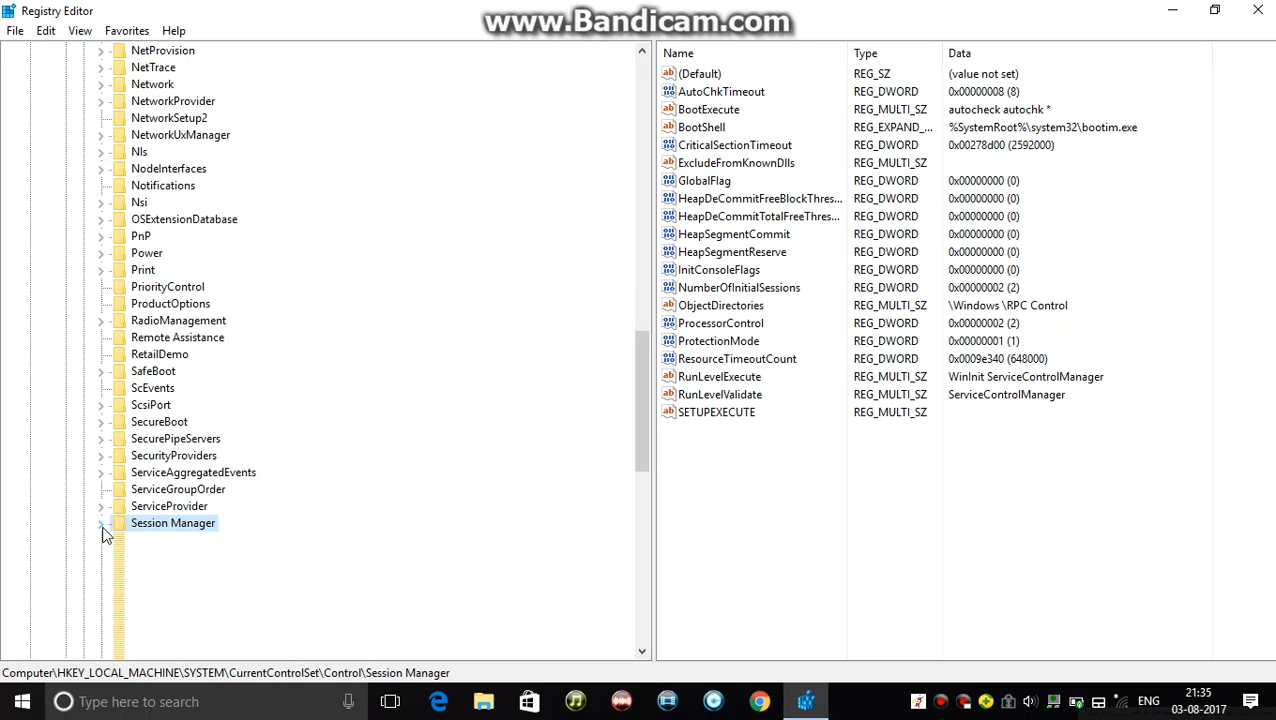 Registry Editor
www.Bandicam.com
File Edit View Favorites Help
NetProvision
NetTrace
Network
NetworkProvider
NetworkSetup2
NetworkUxManager
Nls
NodeInterfaces
Notifications
Nsi
OSExtensionDatabase
PnP
Power
Print
PriorityControl
ProductOptions
RadioManagement
Remote Assistance
RetailDemo
SafeBoot
ScEvents
ScsiPort
SecureBoot
SecurePipeServers
SecurityProviders
ServiceAggregatedEvents
ServiceGroupOrder
ServiceProvider
Session Manager
Name Type Data
(Default) REG_SZ (value not set)
AutoChkTimeout REG_DWORD 0x00000008 (8)
BootExecute REG_MULTI_SZ autocheck autochk *
BootShell REG_EXPAND_... %SystemRoot%\system32\bootim.exe
CriticalSectionTimeout REG_DWORD 0x00278d00 (2592000)
ExcludeFromKnownDlls REG_MULTI_SZ
GlobalFlag REG_DWORD 0x00000000 (0)
HeapDeCommitFreeBlockThres... REG_DWORD 0x00000000 (0)
HeapDeCommitTotalFreeThres... REG_DWORD 0x00000000 (0)
HeapSegmentCommit REG_DWORD 0x00000000 (0)
HeapSegmentReserve REG_DWORD 0x00000000 (0)
InitConsoleFlags REG_DWORD 0x00000000 (0)
NumberOfInitialSessions REG_DWORD 0x00000002 (2)
ObjectDirectories REG_MULTI_SZ \Windows \RPC Control
ProcessorControl REG_DWORD 0x00000002 (2)
ProtectionMode REG_DWORD 0x00000001 (1)
ResourceTimeoutCount REG_DWORD 0x0009e340 (648000)
RunLevelExecute REG_MULTI_SZ WinInit ServiceControlManager
RunLevelValidate REG_MULTI_SZ ServiceControlManager
SETUPEXECUTE REG_MULTI_SZ
Computer\HKEY_LOCAL_MACHINE\SYSTEM\CurrentControlSet\Control\Session Manager
Type here to search
ENG
21:35
03-08-2017